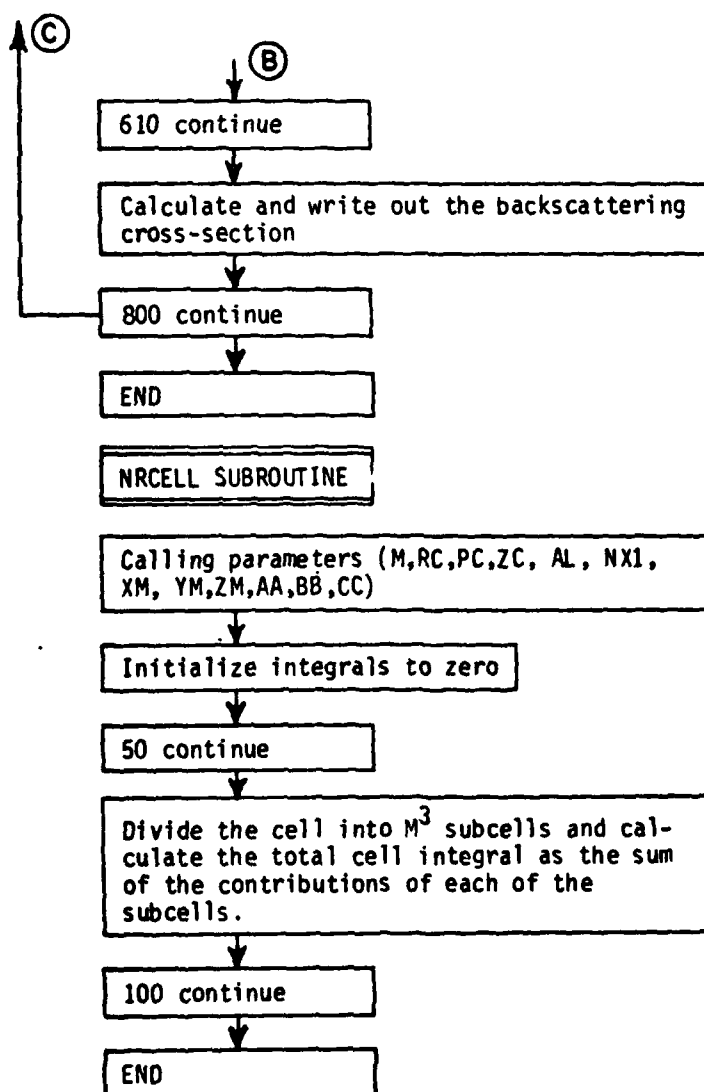 C
B
610 continue
Calculate and write out the backscattering
cross-section
800 continue
END
NRCELL SUBROUTINE
Calling parameters (M,RC,PC,ZC, AL, NX1,
XM, YM,ZM,AA,BB,CC)
Initialize integrals to zero
50 continue
Divide the cell into M³ subcells and cal-
culate the total cell integral as the sum
of the contributions of each of the
subcells.
100 continue
END